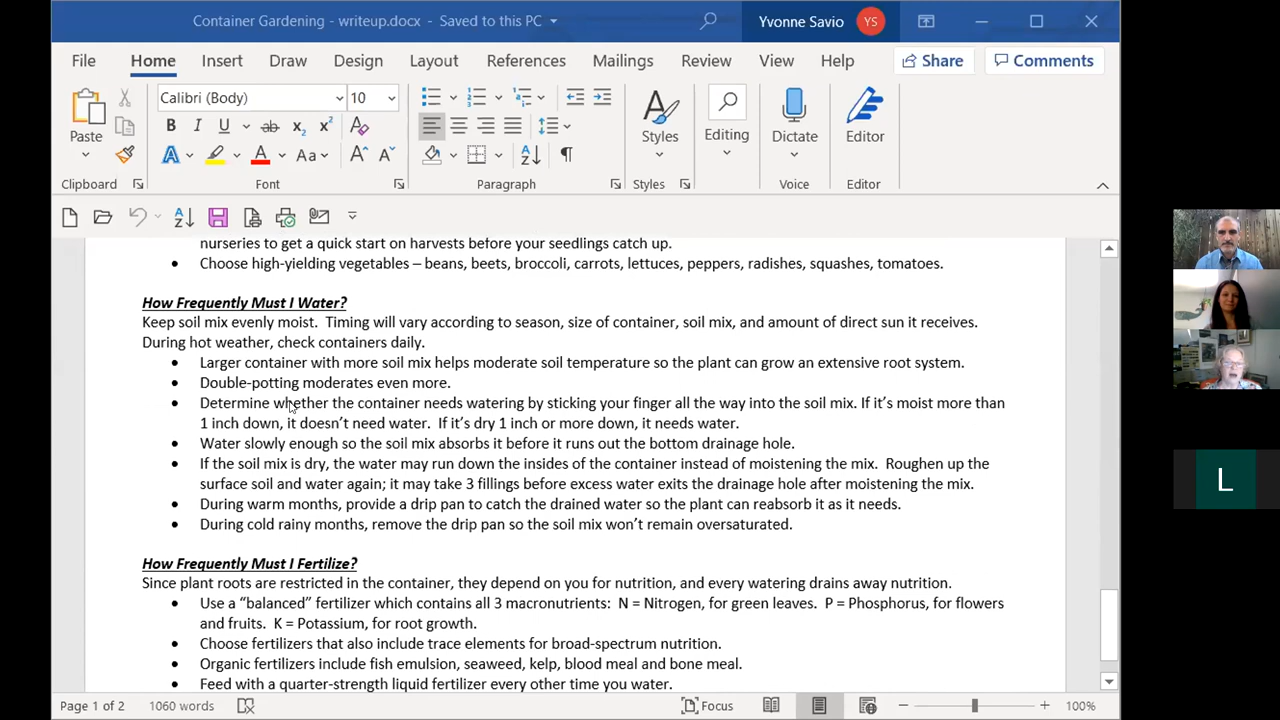 Container Gardening - writeup.docx - Saved to this PC
Yvonne Savio YS
File Home Insert Draw Design Layout References Mailings Review View Help Share Comments
Calibri (Body) 10
Paste
Styles
Editing
Dictate
Editor
Clipboard Font Paragraph Styles Voice Editor
nurseries to get a quick start on harvests before your seedlings catch up.
• Choose high-yielding vegetables – beans, beets, broccoli, carrots, lettuces, peppers, radishes, squashes, tomatoes.
How Frequently Must I Water?
Keep soil mix evenly moist. Timing will vary according to season, size of container, soil mix, and amount of direct sun it receives.
During hot weather, check containers daily.
• Larger container with more soil mix helps moderate soil temperature so the plant can grow an extensive root system.
• Double-potting moderates even more.
• Determine whether the container needs watering by sticking your finger all the way into the soil mix. If it's moist more than
1 inch down, it doesn't need water. If it's dry 1 inch or more down, it needs water.
• Water slowly enough so the soil mix absorbs it before it runs out the bottom drainage hole.
• If the soil mix is dry, the water may run down the insides of the container instead of moistening the mix. Roughen up the
surface soil and water again; it may take 3 fillings before excess water exits the drainage hole after moistening the mix.
• During warm months, provide a drip pan to catch the drained water so the plant can reabsorb it as it needs.
• During cold rainy months, remove the drip pan so the soil mix won't remain oversaturated.
How Frequently Must I Fertilize?
Since plant roots are restricted in the container, they depend on you for nutrition, and every watering drains away nutrition.
• Use a “balanced” fertilizer which contains all 3 macronutrients: N = Nitrogen, for green leaves. P = Phosphorus, for flowers
and fruits. K = Potassium, for root growth.
• Choose fertilizers that also include trace elements for broad-spectrum nutrition.
• Organic fertilizers include fish emulsion, seaweed, kelp, blood meal and bone meal.
• Feed with a quarter-strength liquid fertilizer every other time you water.
Page 1 of 2 1060 words Focus 100%
L